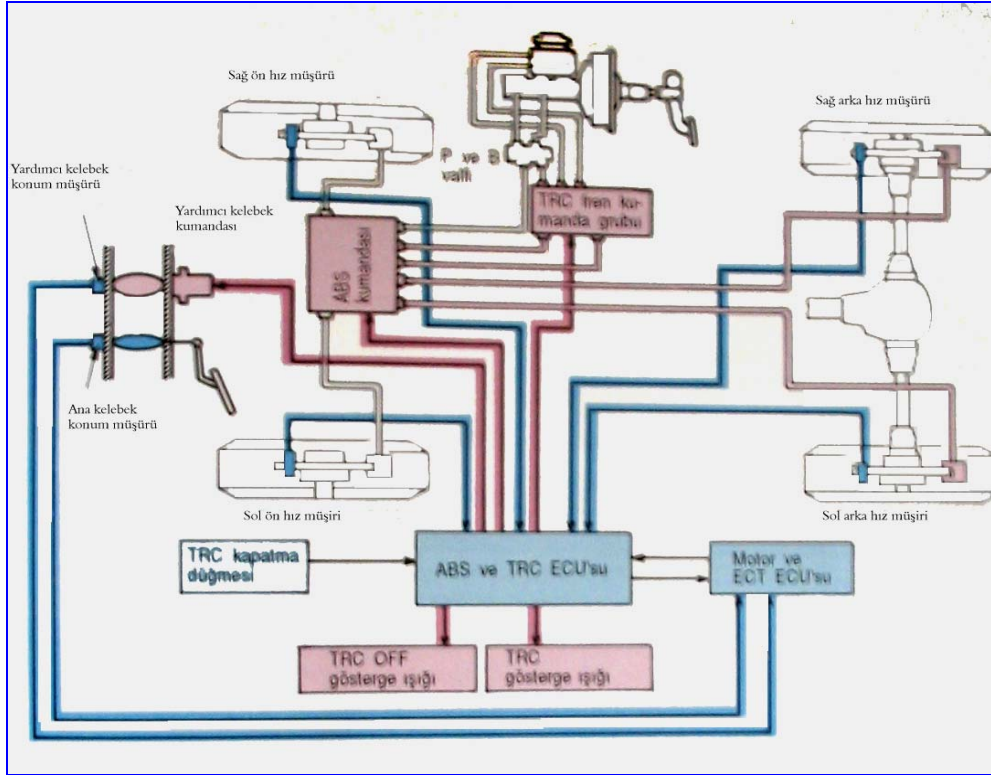 Sağ ön hız müşürü
Sağ arka hız müşürü
P ve B
valfi
Yardımcı kelebek
konum müşürü
Yardımcı kelebek
kumandası
TRC fren ku-
manda grubu
ABS
kumandası
Ana kelebek
konum müşürü
Sol ön hız müşiri
Sol arka hız müşiri
TRC kapatma
düğmesi
ABS ve TRC ECU'su
Motor ve
ECT ECU'su
TRC OFF
gösterge ışığı
TRC
gösterge ışığı